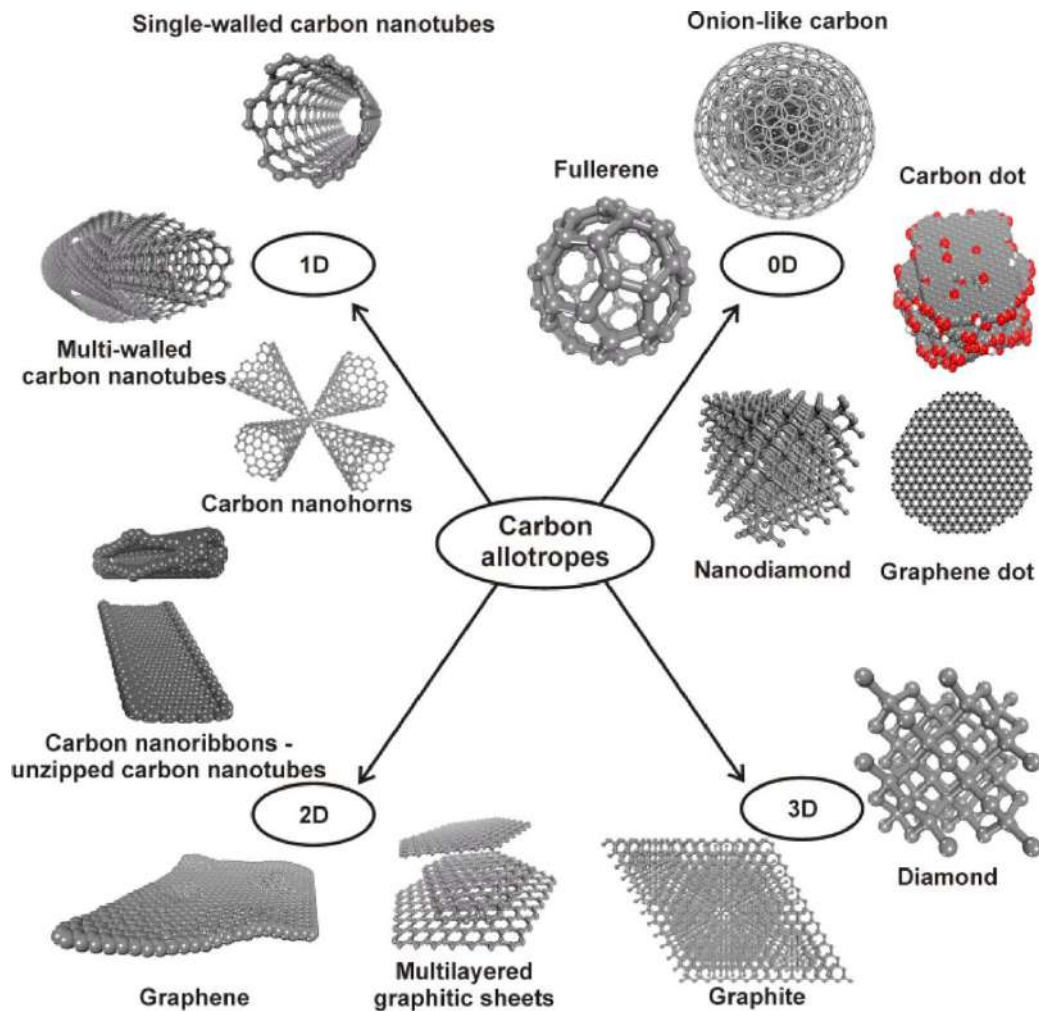 Single-walled carbon nanotubes
Onion-like carbon
Fullerene
Carbon dot
1D
0D
Multi-walled
carbon nanotubes
Carbon nanohorns
Carbon
allotropes
Nanodiamond
Graphene dot
Carbon nanoribbons -
unzipped carbon nanotubes
2D
3D
Diamond
Graphene
Multilayered
graphitic sheets
Graphite